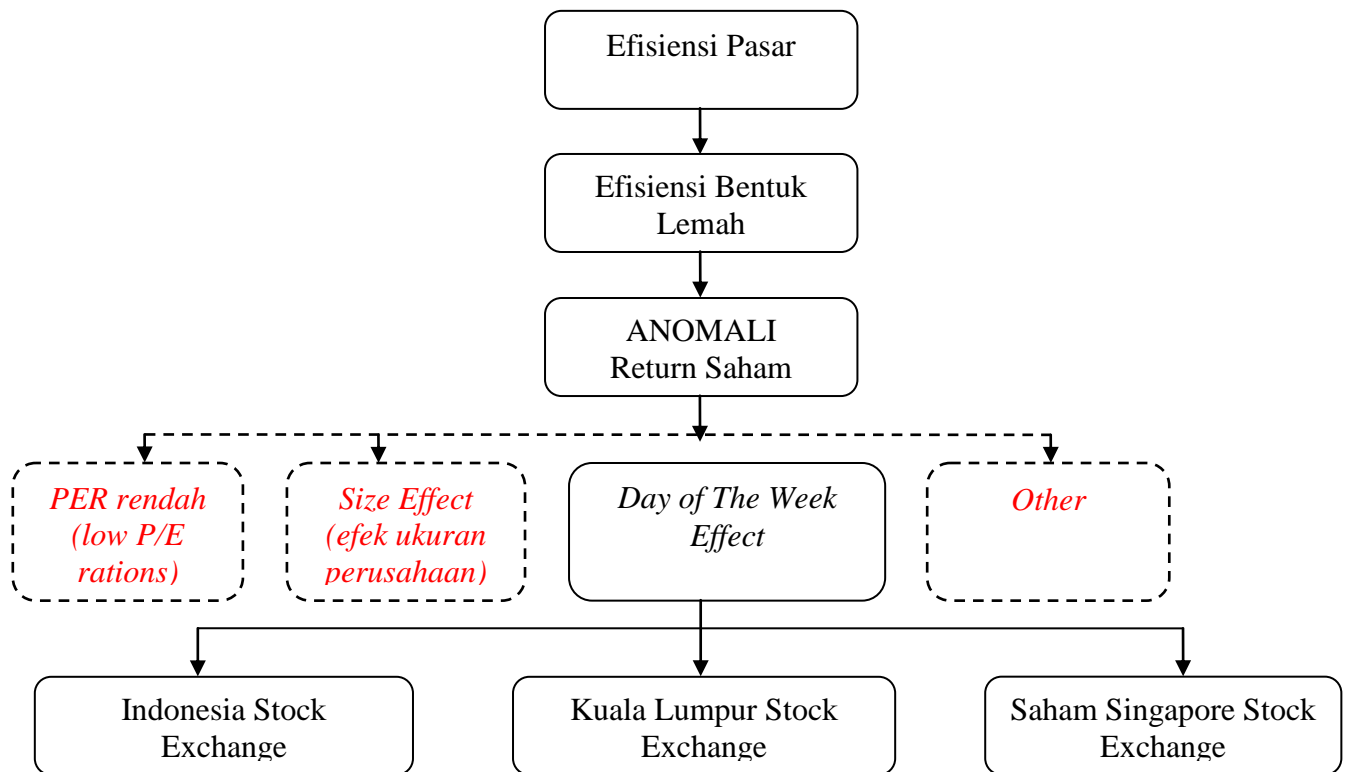 Efisiensi Pasar
Efisiensi Bentuk
Lemah
ANOMALI
Return Saham
PER rendah
(low P/E
rations)
Size Effect
(efek ukuran
perusahaan)
Day of The Week
Effect
Other
Indonesia Stock
Exchange
Kuala Lumpur Stock
Exchange
Saham Singapore Stock
Exchange